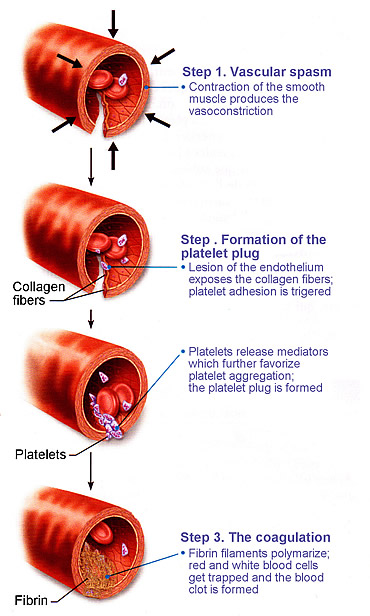 Step 1. Vascular spasm
• Contraction of the smooth
muscle produces the
vasoconstriction
Step . Formation of the
platelet plug
• Lesion of the endothelium
exposes the collagen fibers;
platelet adhesion is trigered
Collagen
fibers
• Platelets release mediators
which further favorize
platelet aggregation;
the platelet plug is formed
Platelets
Step 3. The coagulation
• Fibrin filaments polymarize;
red and white blood cells
get trapped and the blood
clot is formed
Fibrin